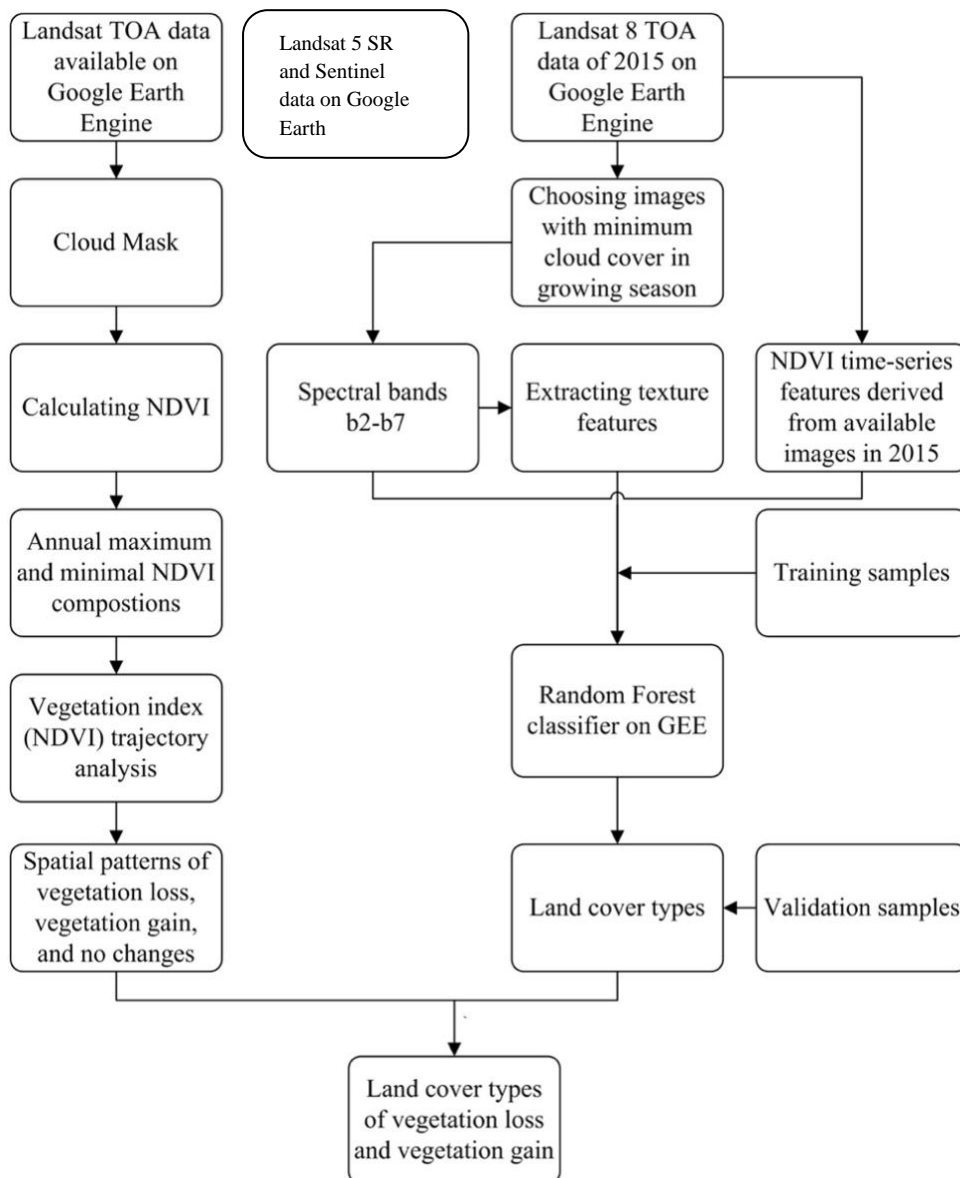 Landsat TOA data
available on
Google Earth
Engine
Landsat 5 SR
and Sentinel
data on Google
Earth
Landsat 8 TOA
data of 2015 on
Google Earth
Engine
Cloud Mask
Choosing images
with minimum
cloud cover in
growing season
Calculating NDVI
Spectral bands
b2-b7
Extracting texture
features
NDVI time-series
features derived
from available
images in 2015
Annual maximum
and minimal NDVI
compostions
Training samples
Vegetation index
(NDVI) trajectory
analysis
Random Forest
classifier on GEE
Spatial patterns of
vegetation loss,
vegetation gain,
and no changes
Land cover types
Validation samples
Land cover types
of vegetation loss
and vegetation gain